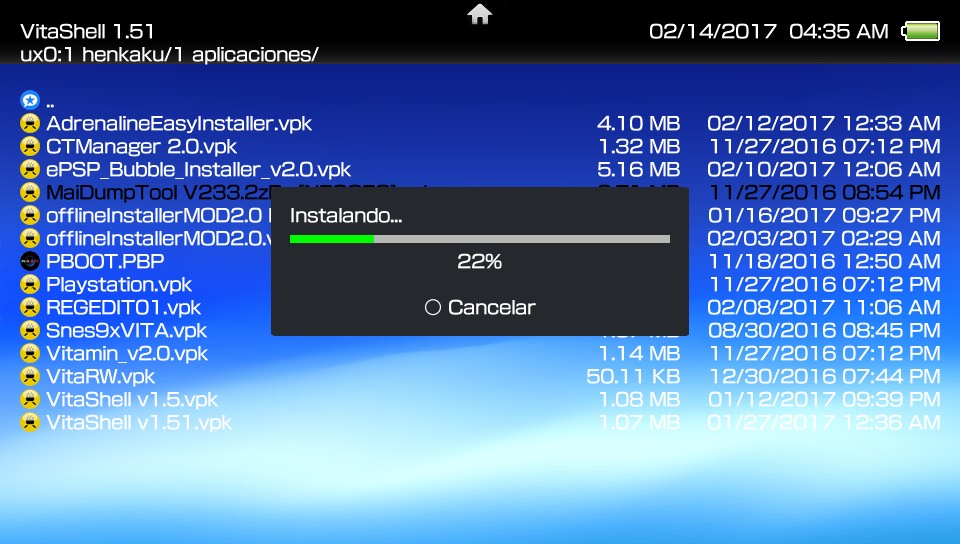 VitaShell 1.51 02/14/2017 04:35 AM
ux0:1 henkaku/1 aplicaciones/
..
AdrenalineEasyInstaller.vpk 4.10 MB 02/12/2017 12:33 AM
CTManager 2.0.vpk 1.32 MB 11/27/2016 07:12 PM
ePSP_Bubble_Installer_v2.0.vpk 5.16 MB 02/10/2017 12:06 AM
MaiDumpTool 11/27/2016 08:54 PM
offlineInstallerMOD2.0 01/16/2017 09:27 PM
offlineInstallerMOD2.0.v 02/03/2017 02:29 AM
PBOOT.PBP 11/18/2016 12:50 AM
Playstation.vpk 11/27/2016 07:12 PM
REGEDIT01.vpk 02/08/2017 11:06 AM
Snes9xVITA.vpk 08/30/2016 08:45 PM
Vitamin_v2.0.vpk 1.14 MB 11/27/2016 07:12 PM
VitaRW.vpk 50.11 KB 12/30/2016 07:44 PM
VitaShell v1.5.vpk 1.08 MB 01/12/2017 09:39 PM
VitaShell v1.51.vpk 1.07 MB 01/27/2017 12:36 AM
Instalando...
22%
Cancelar